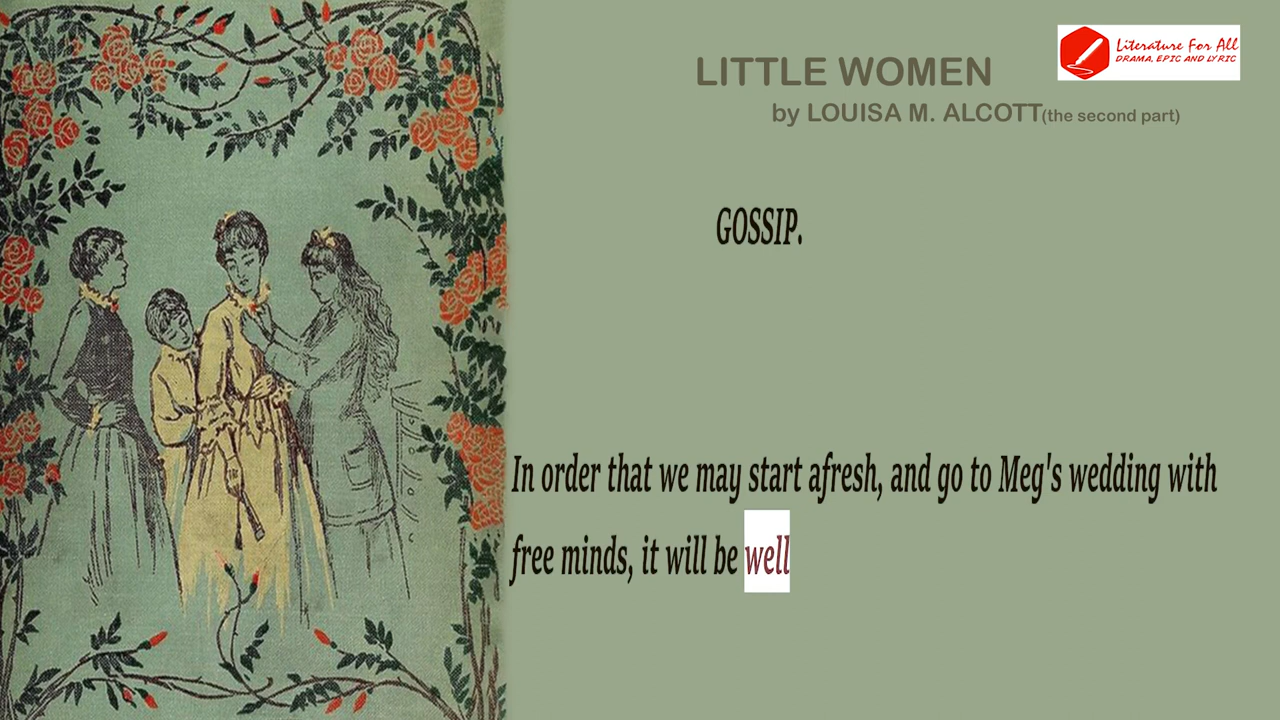 LITTLE WOMEN
Literature For All
DRAMA, EPIC AND LYRIC
by LOUISA M. ALCOTT(the second part)
GOSSIP.
In order that we may start afresh, and go to Meg's wedding with
free minds, it will be well